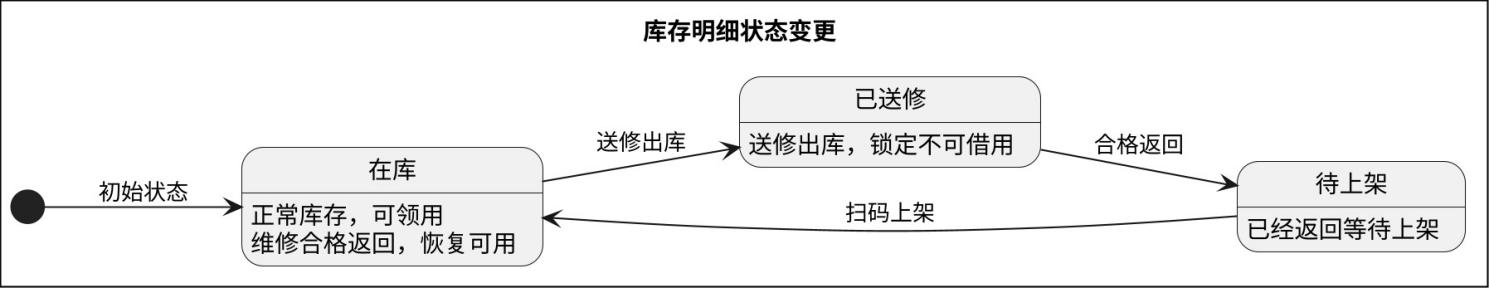 库存明细状态变更
初始状态
在库
正常库存，可领用
维修合格返回，恢复可用
送修出库
已送修
送修出库，锁定不可借用
合格返回
待上架
已经返回等待上架
扫码上架